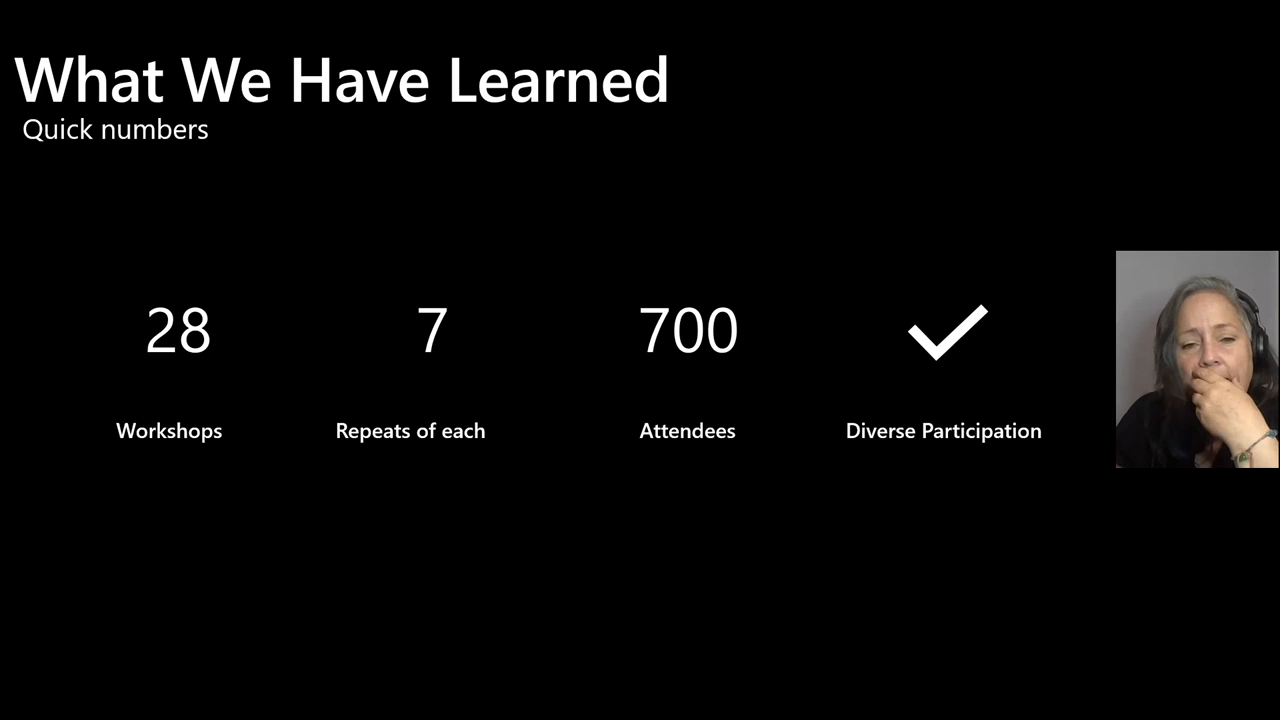 What We Have Learned
Quick numbers
28
7
700
Workshops
Repeats of each
Attendees
Diverse Participation